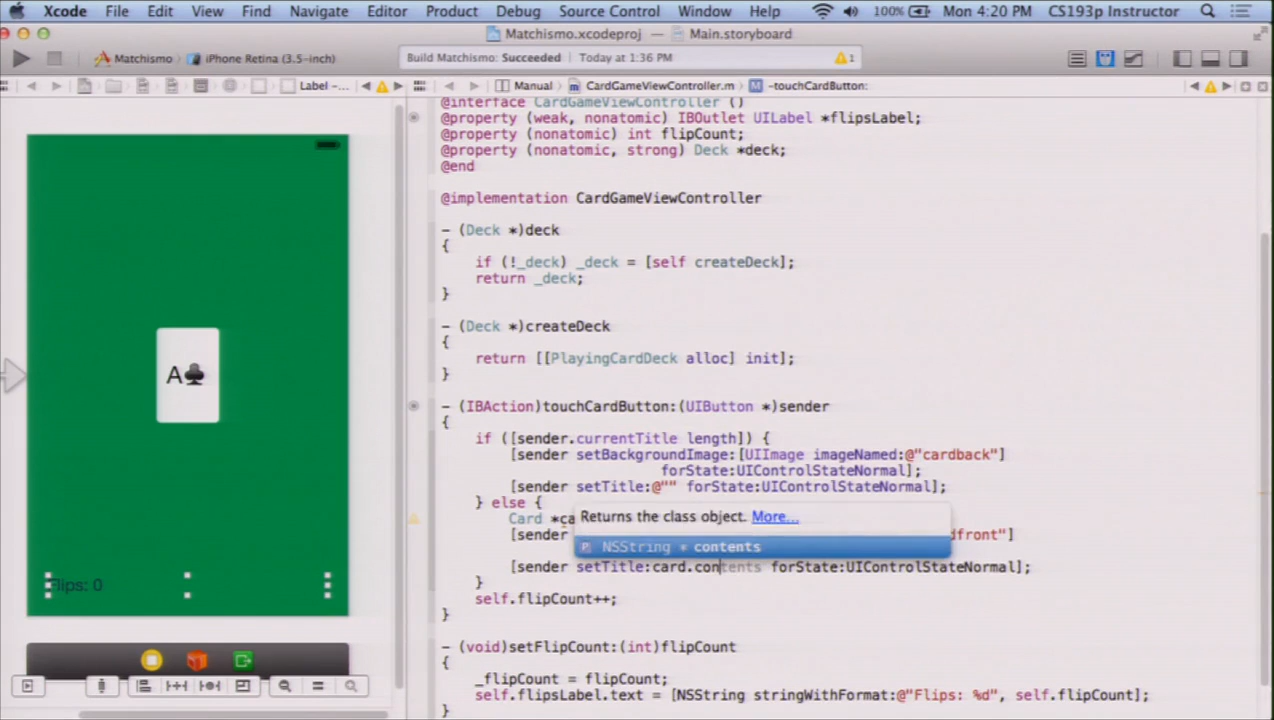 Xcode File Edit View Find Navigate Editor Product Debug Source Control Window Help 100% Mon 4:20 PM CS193p Instructor
Matchismo.xcodeproj — Main.storyboard
Matchismo iPhone Retina (3.5-inch) Build Matchismo: Succeeded Today at 1:36 PM 1
Label -... Manual CardGameViewController.m -touchCardButton:
@interface CardGameViewController ()
@property (weak, nonatomic) IBOutlet UILabel *flipsLabel;
@property (nonatomic) int flipCount;
@property (nonatomic, strong) Deck *deck;
@end
@implementation CardGameViewController
- (Deck *)deck
{
if (!_deck) _deck = [self createDeck];
return _deck;
}
- (Deck *)createDeck
{
return [[PlayingCardDeck alloc] init];
}
- (IBAction)touchCardButton:(UIButton *)sender
{
if ([sender.currentTitle length]) {
[sender setBackgroundImage:[UIImage imageNamed:@"cardback"]
forState:UIControlStateNormal];
[sender setTitle:@"" forState:UIControlStateNormal];
} else {
Card *ca
Returns the class object. More...
[sender dfront"]
NSString * contents
[sender setTitle:card.contents forState:UIControlStateNormal];
}
self.flipCount++;
}
- (void)setFlipCount:(int)flipCount
{
_flipCount = flipCount;
self.flipsLabel.text = [NSString stringWithFormat:@"Flips: %d", self.flipCount];
}
A♣
Flips: 0